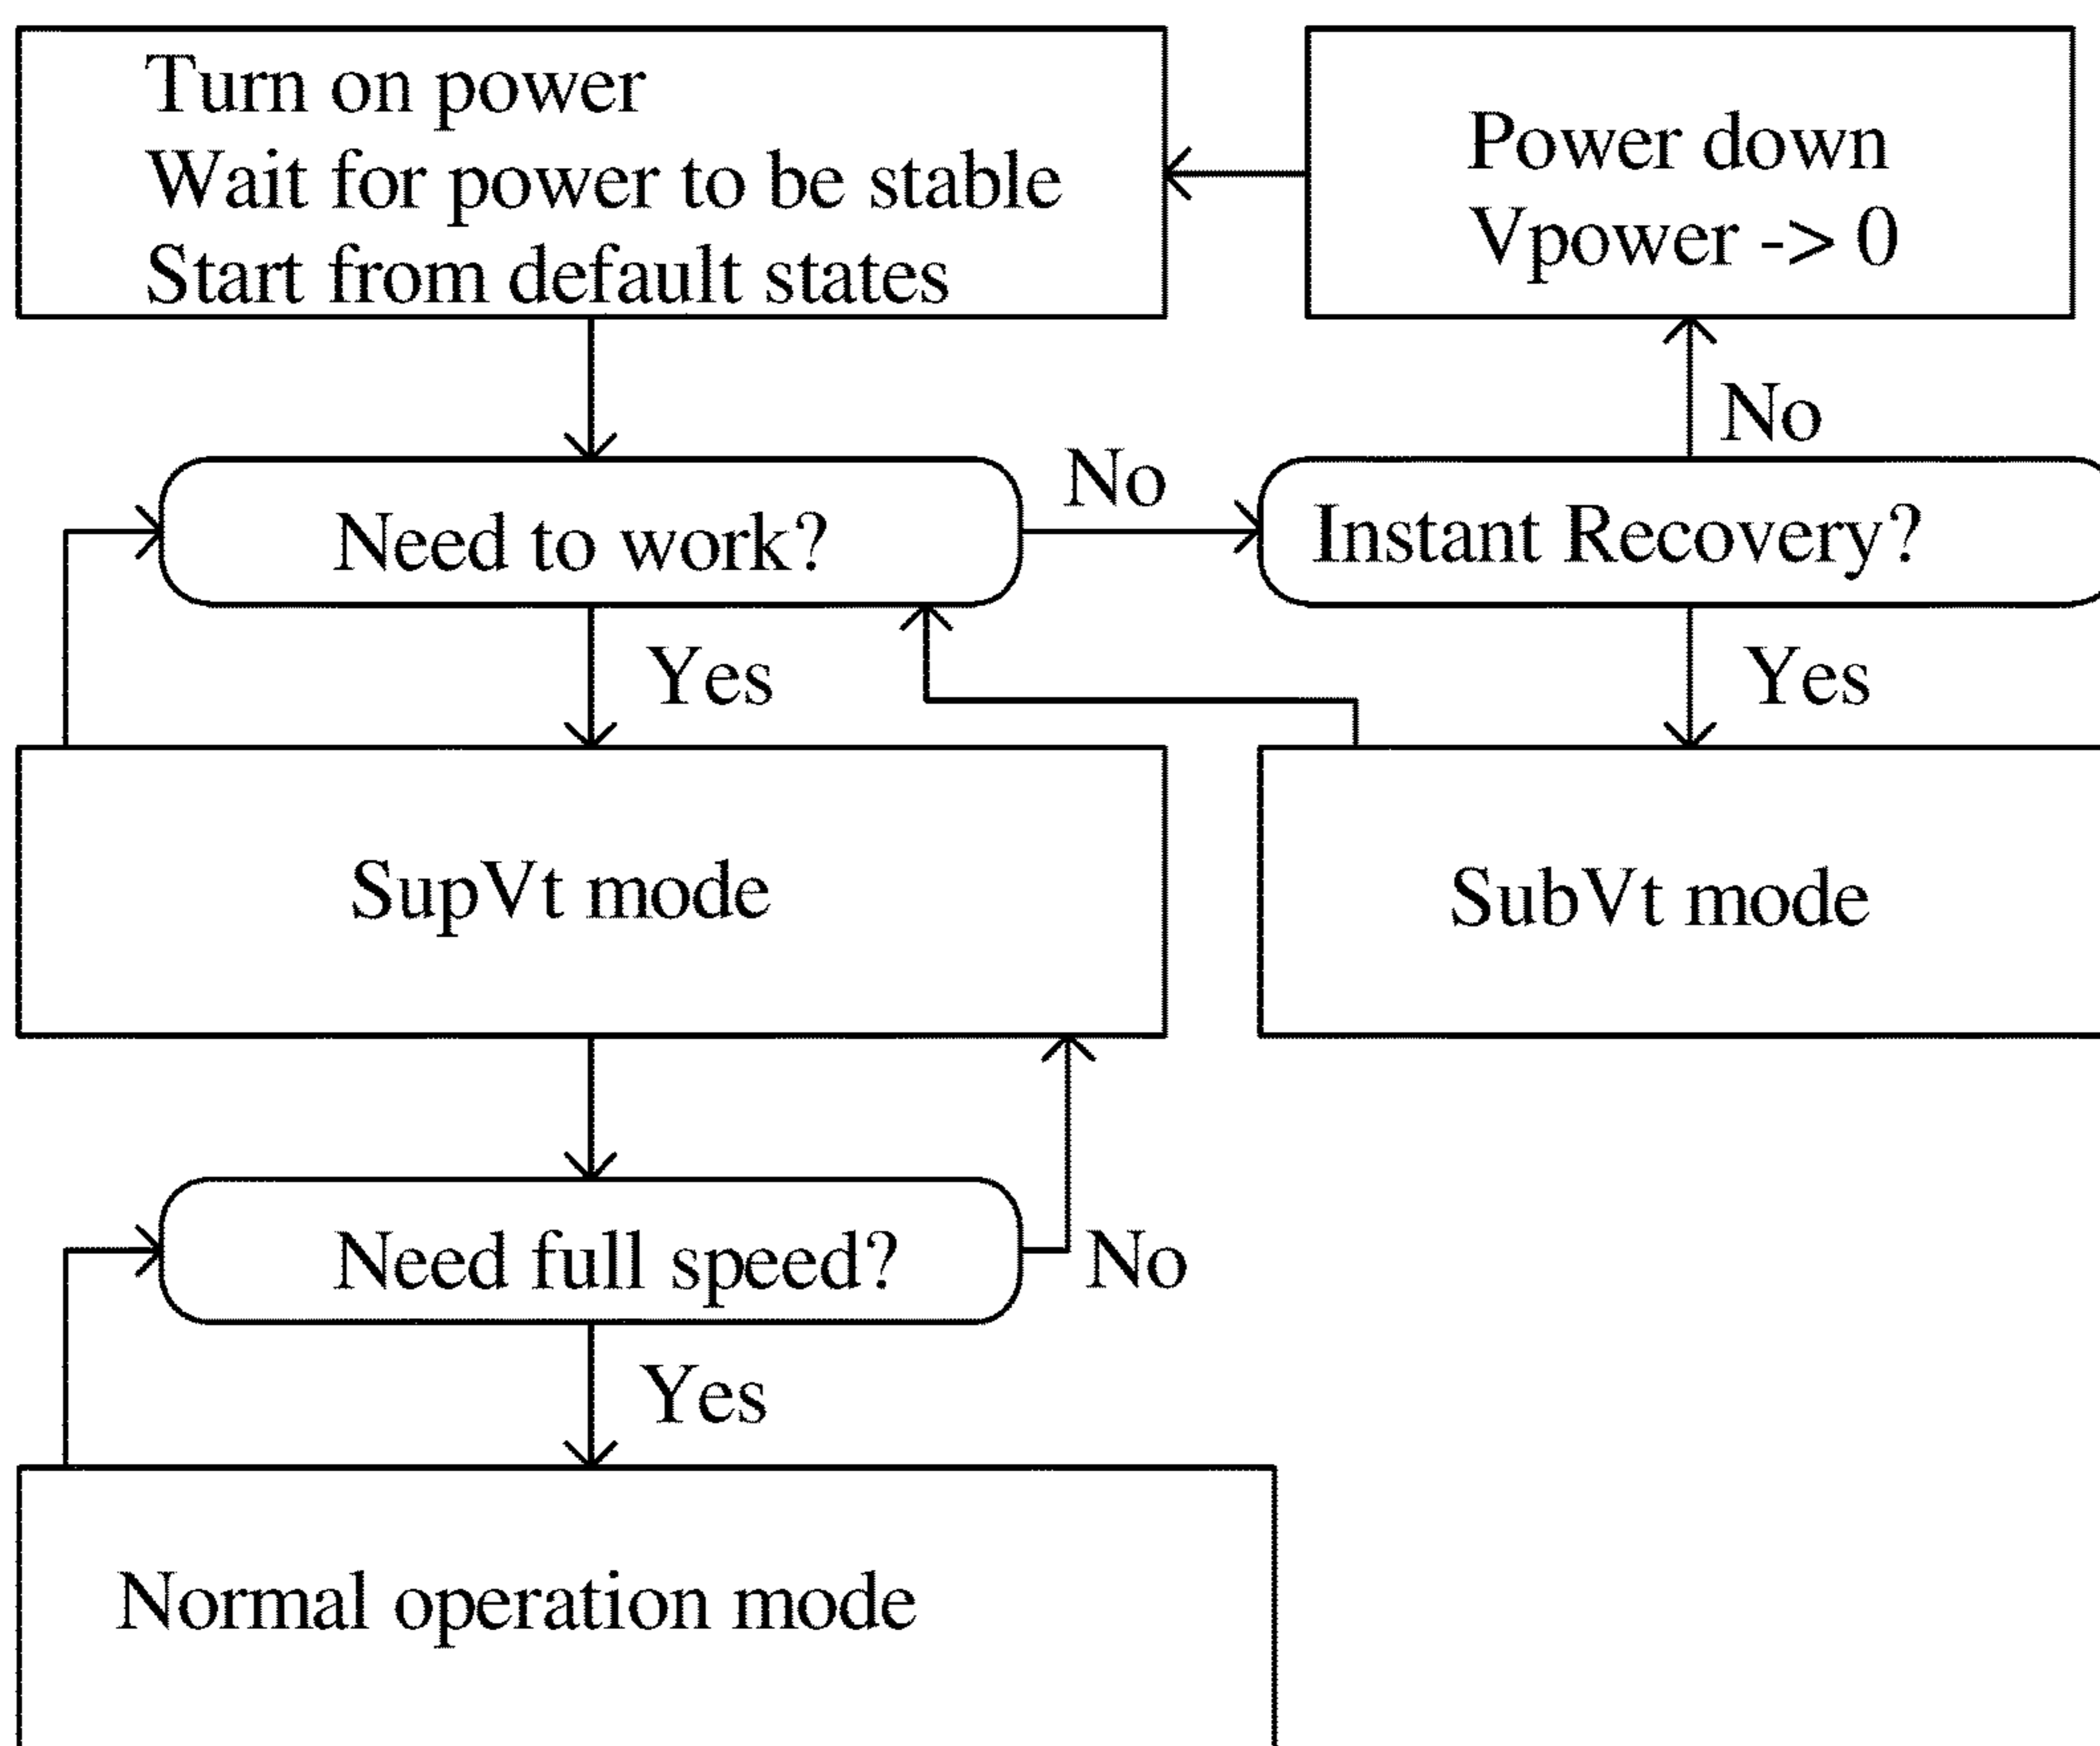 Turn on power
Wait for power to be stable
Start from default states
Power down
Vpower -> 0
No
Need to work?
No
Instant Recovery?
Yes
Yes
SupVt mode
SubVt mode
Need full speed?
No
Yes
Normal operation mode